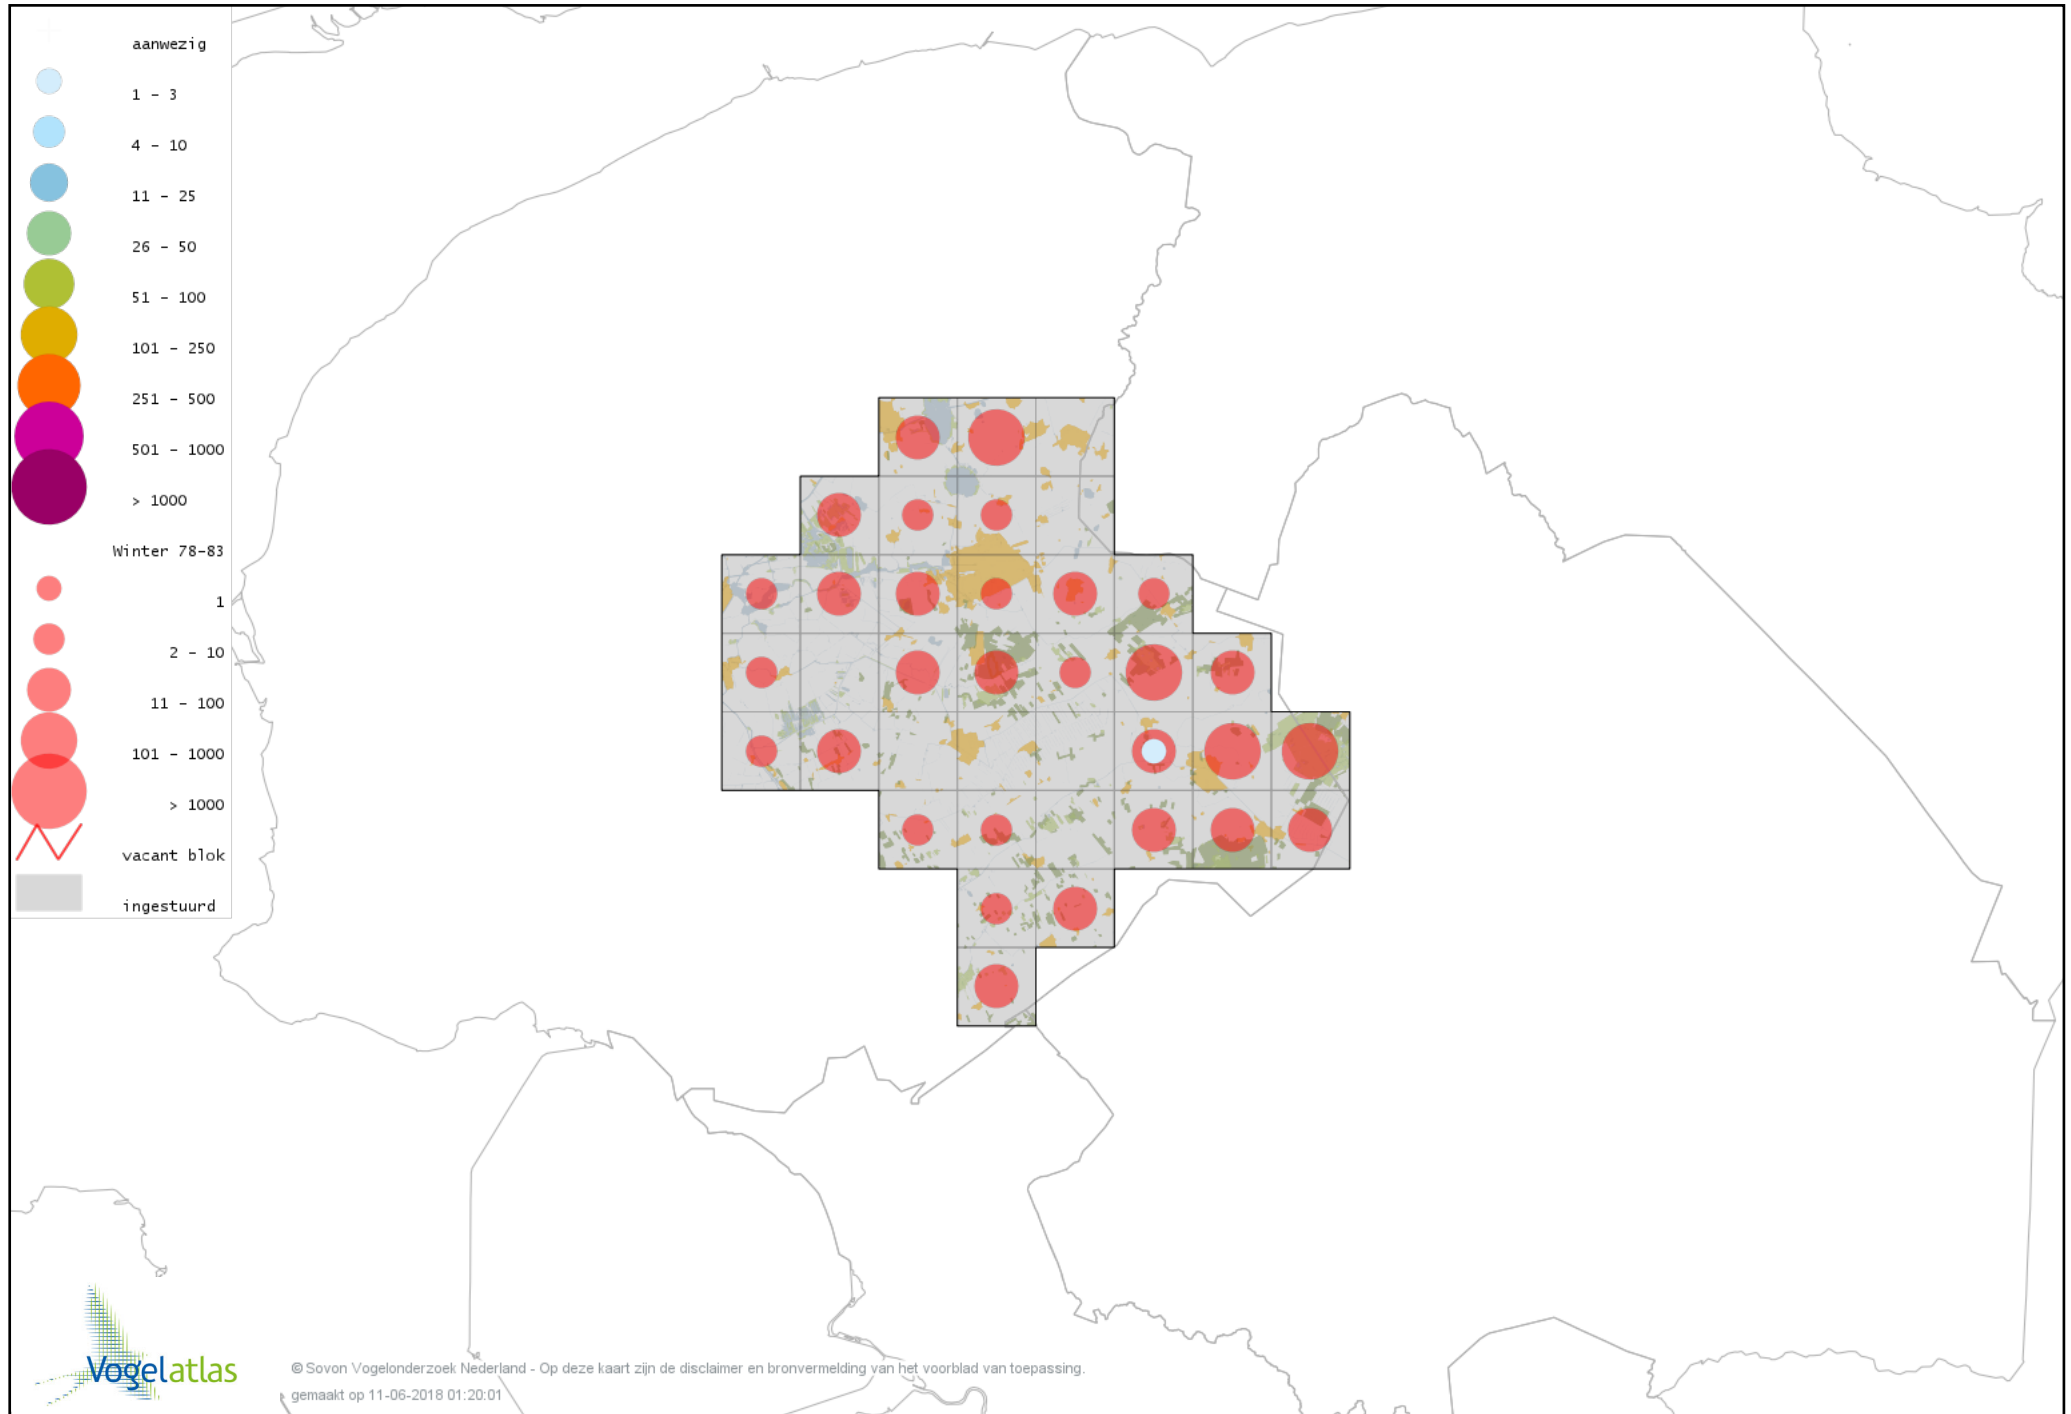 aanwezig
1 - 3
4 - 10
11 - 25
26 - 50
51 - 100
101 - 250
251 - 500
501 - 1000
> 1000
Winter 78-83
1
2 - 10
11 - 100
101 - 1000
> 1000
vacant blok
ingestuurd
Vogelatlas
© Sovon Vogelonderzoek Nederland - Op deze kaart zijn de disclaimer en bronvermelding van het voorblad van toepassing.
gemaakt op 11-06-2018 01:20:01